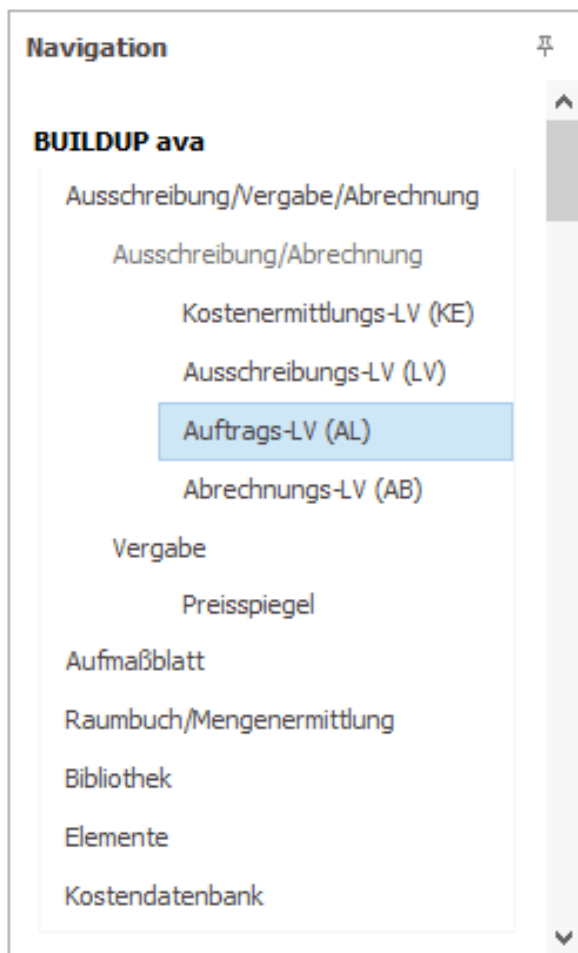 Navigation
BUILDUP ava
Ausschreibung/Vergabe/Abrechnung
Ausschreibung/Abrechnung
Kostenermittlungs-LV (KE)
Ausschreibungs-LV (LV)
Auftrags-LV (AL)
Abrechnungs-LV (AB)
Vergabe
Preisspiegel
Aufmaßblatt
Raumbuch/Mengenermittlung
Bibliothek
Elemente
Kostendatenbank